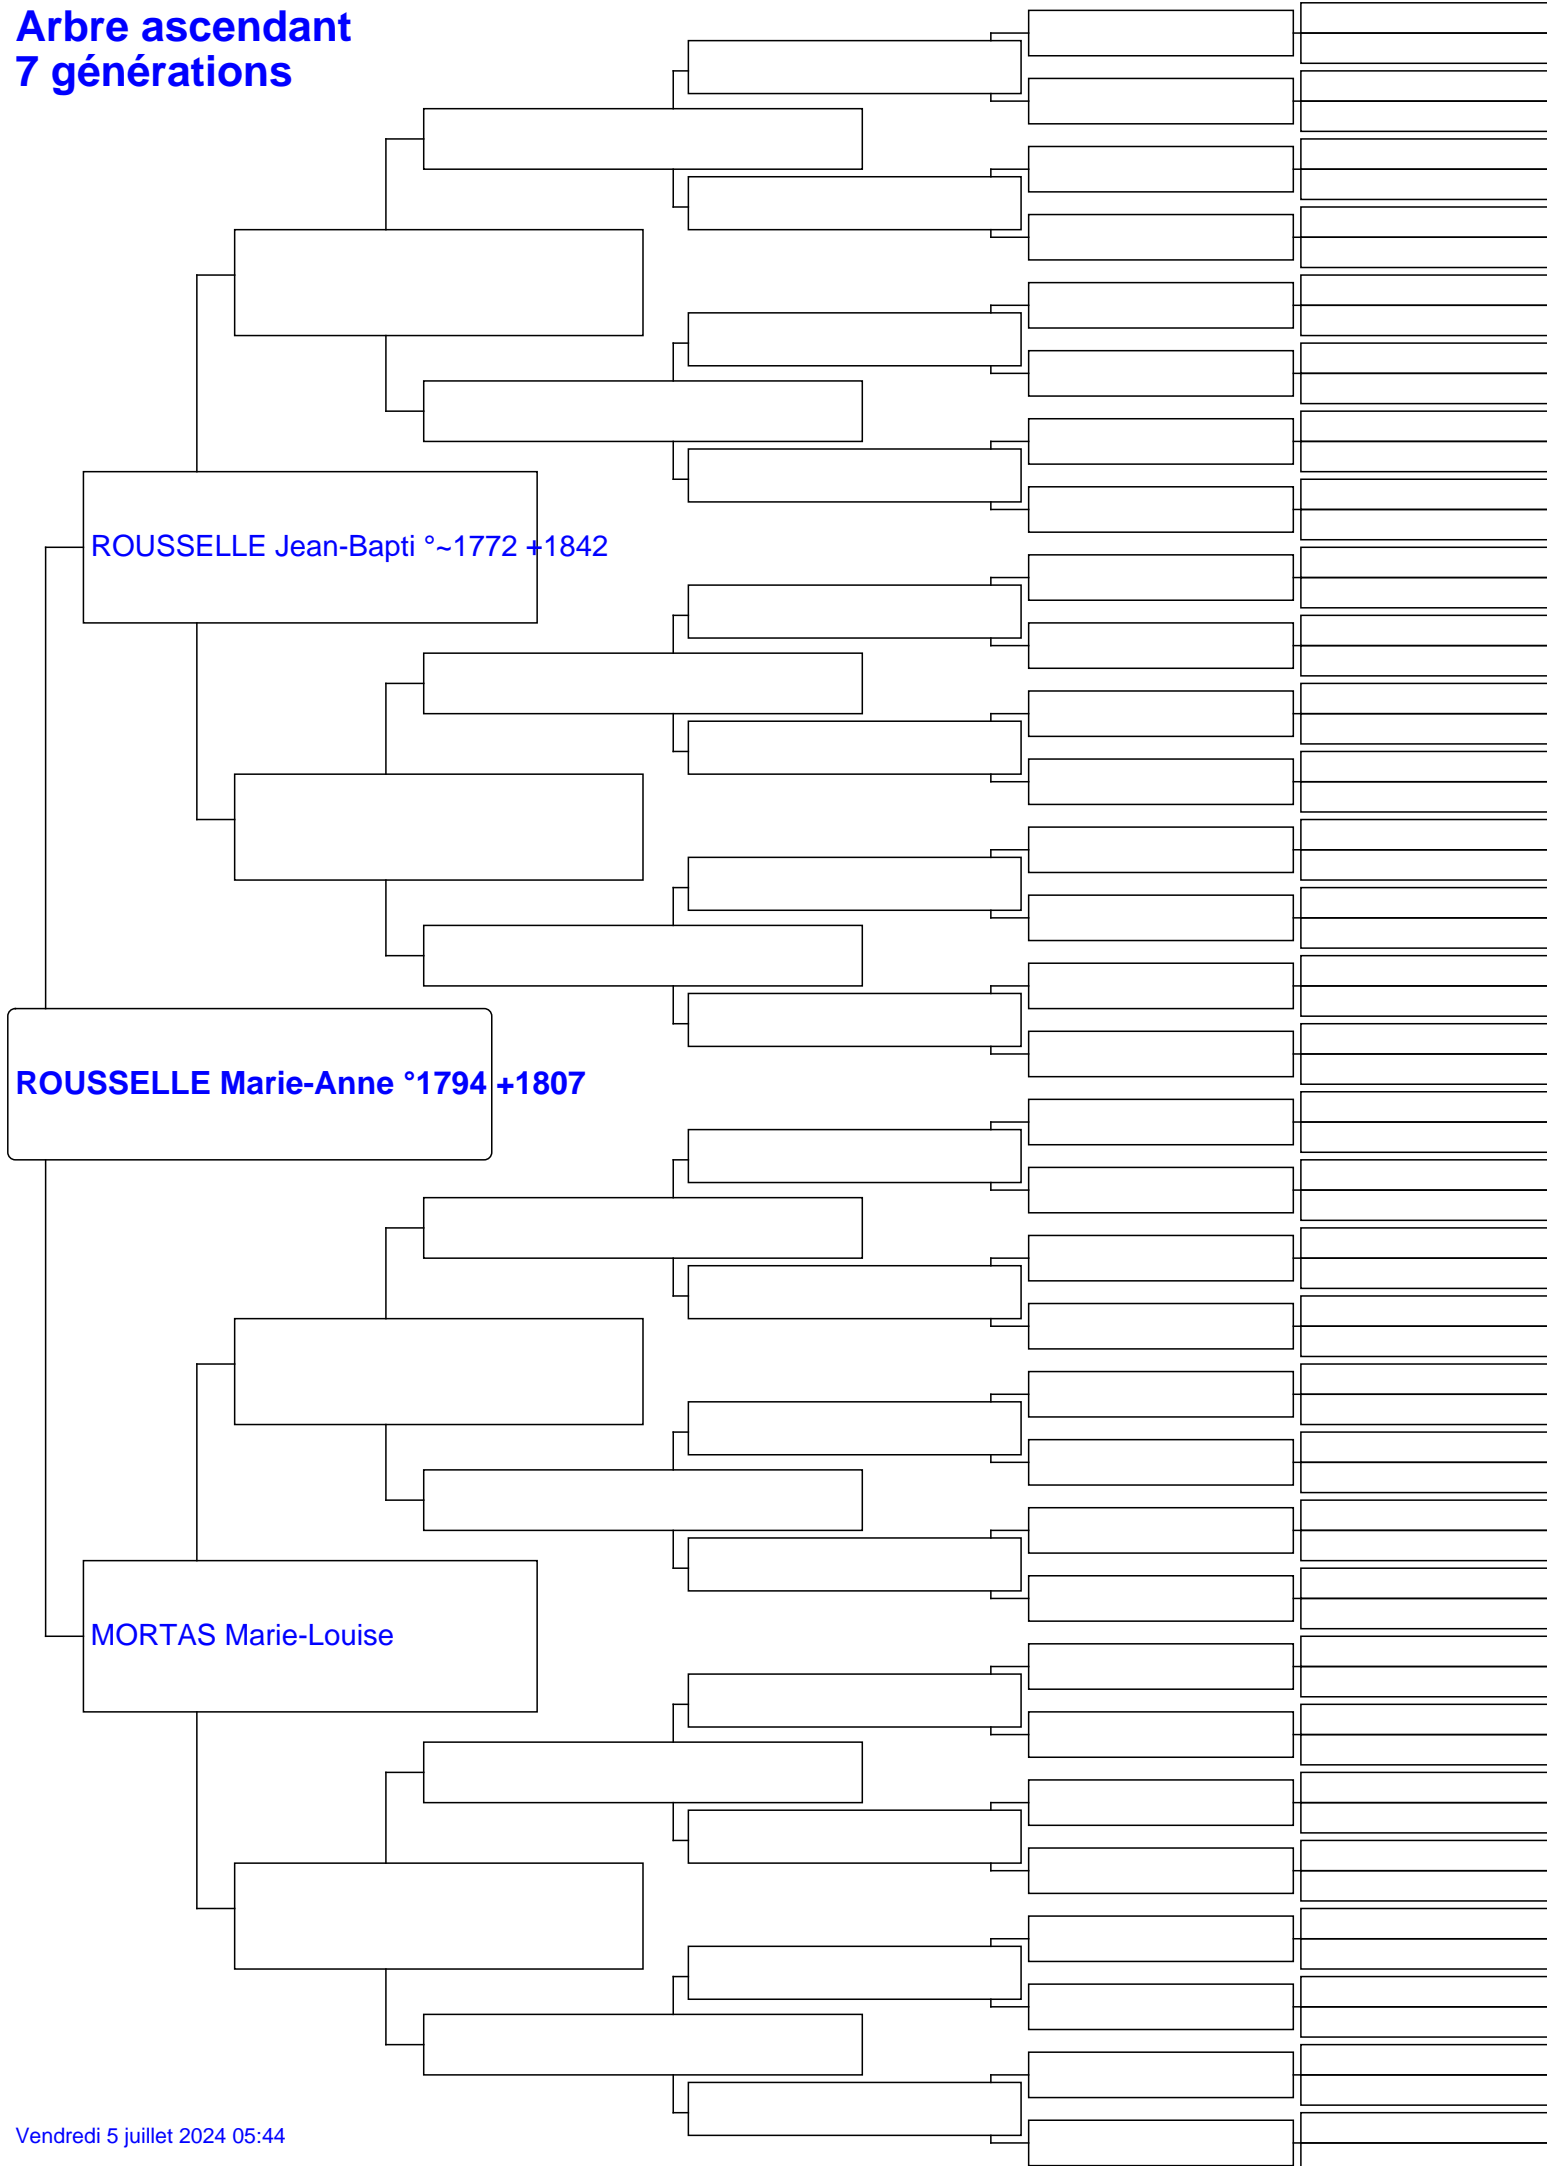 Arbre ascendant
7 générations
ROUSSELLE Jean-Bapti °~1772 +1842
ROUSSELLE Marie-Anne °1794 +1807
MORTAS Marie-Louise
Vendredi 5 juillet 2024 05:44